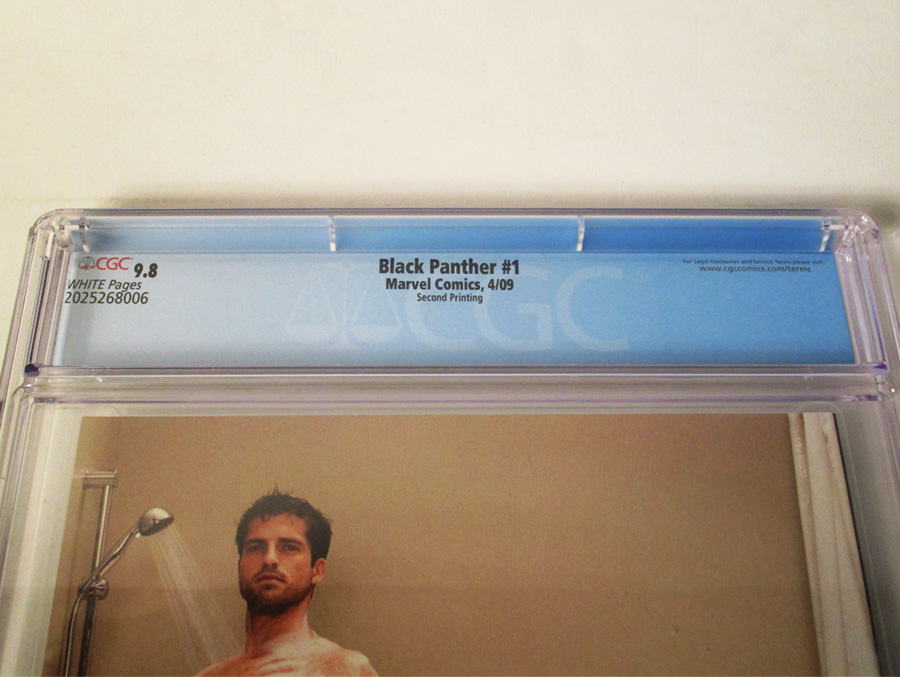 CGC 9.8
WHITE Pages
2025268006
Black Panther #1
Marvel Comics, 4/09
Second Printing
For Legal Disclaimer and Service Terms please visit:
www.cgccomics.com/terms
CGC